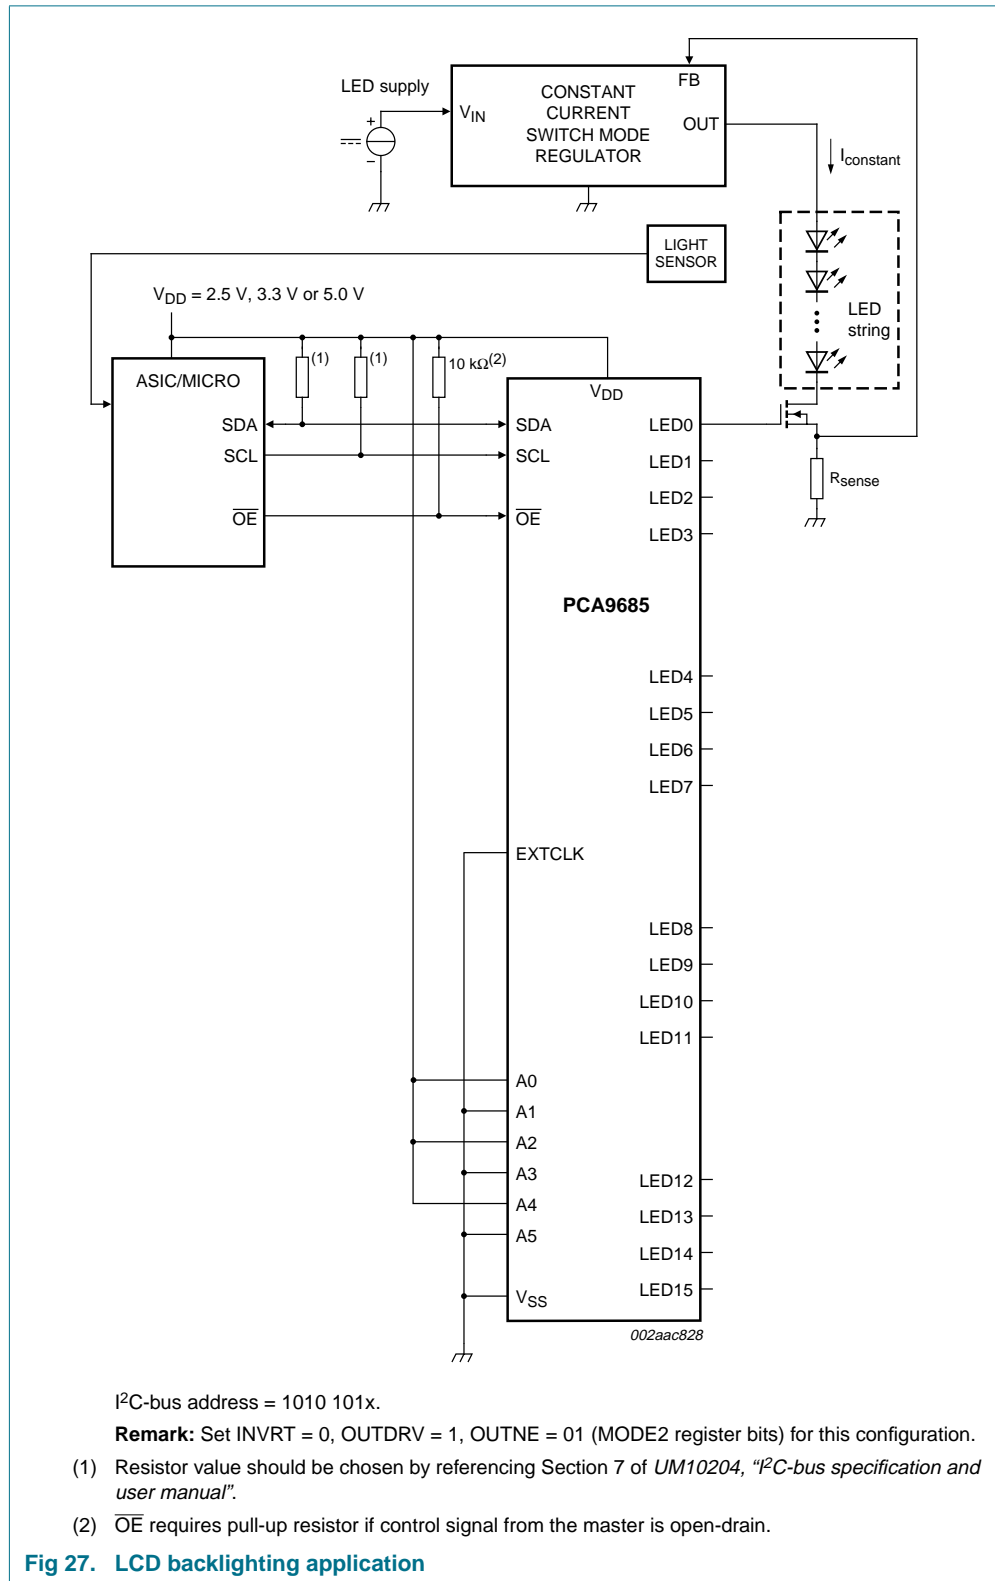 LED supply
+
−
VIN
CONSTANT
CURRENT
SWITCH MODE
REGULATOR
FB
OUT
Iconstant
LIGHT
SENSOR
LED
string
VDD = 2.5 V, 3.3 V or 5.0 V
(1)
(1)
10 kΩ(2)
ASIC/MICRO
SDA
SCL
OE
VDD
SDA
SCL
OE
LED0
LED1
LED2
LED3
Rsense
PCA9685
LED4
LED5
LED6
LED7
EXTCLK
LED8
LED9
LED10
LED11
A0
A1
A2
A3
A4
A5
LED12
LED13
LED14
LED15
VSS
002aac828
I2C-bus address = 1010 101x.
Remark: Set INVRT = 0, OUTDRV = 1, OUTNE = 01 (MODE2 register bits) for this configuration.
(1) Resistor value should be chosen by referencing Section 7 of UM10204, “I2C-bus specification and
user manual”.
(2) OE requires pull-up resistor if control signal from the master is open-drain.
Fig 27. LCD backlighting application